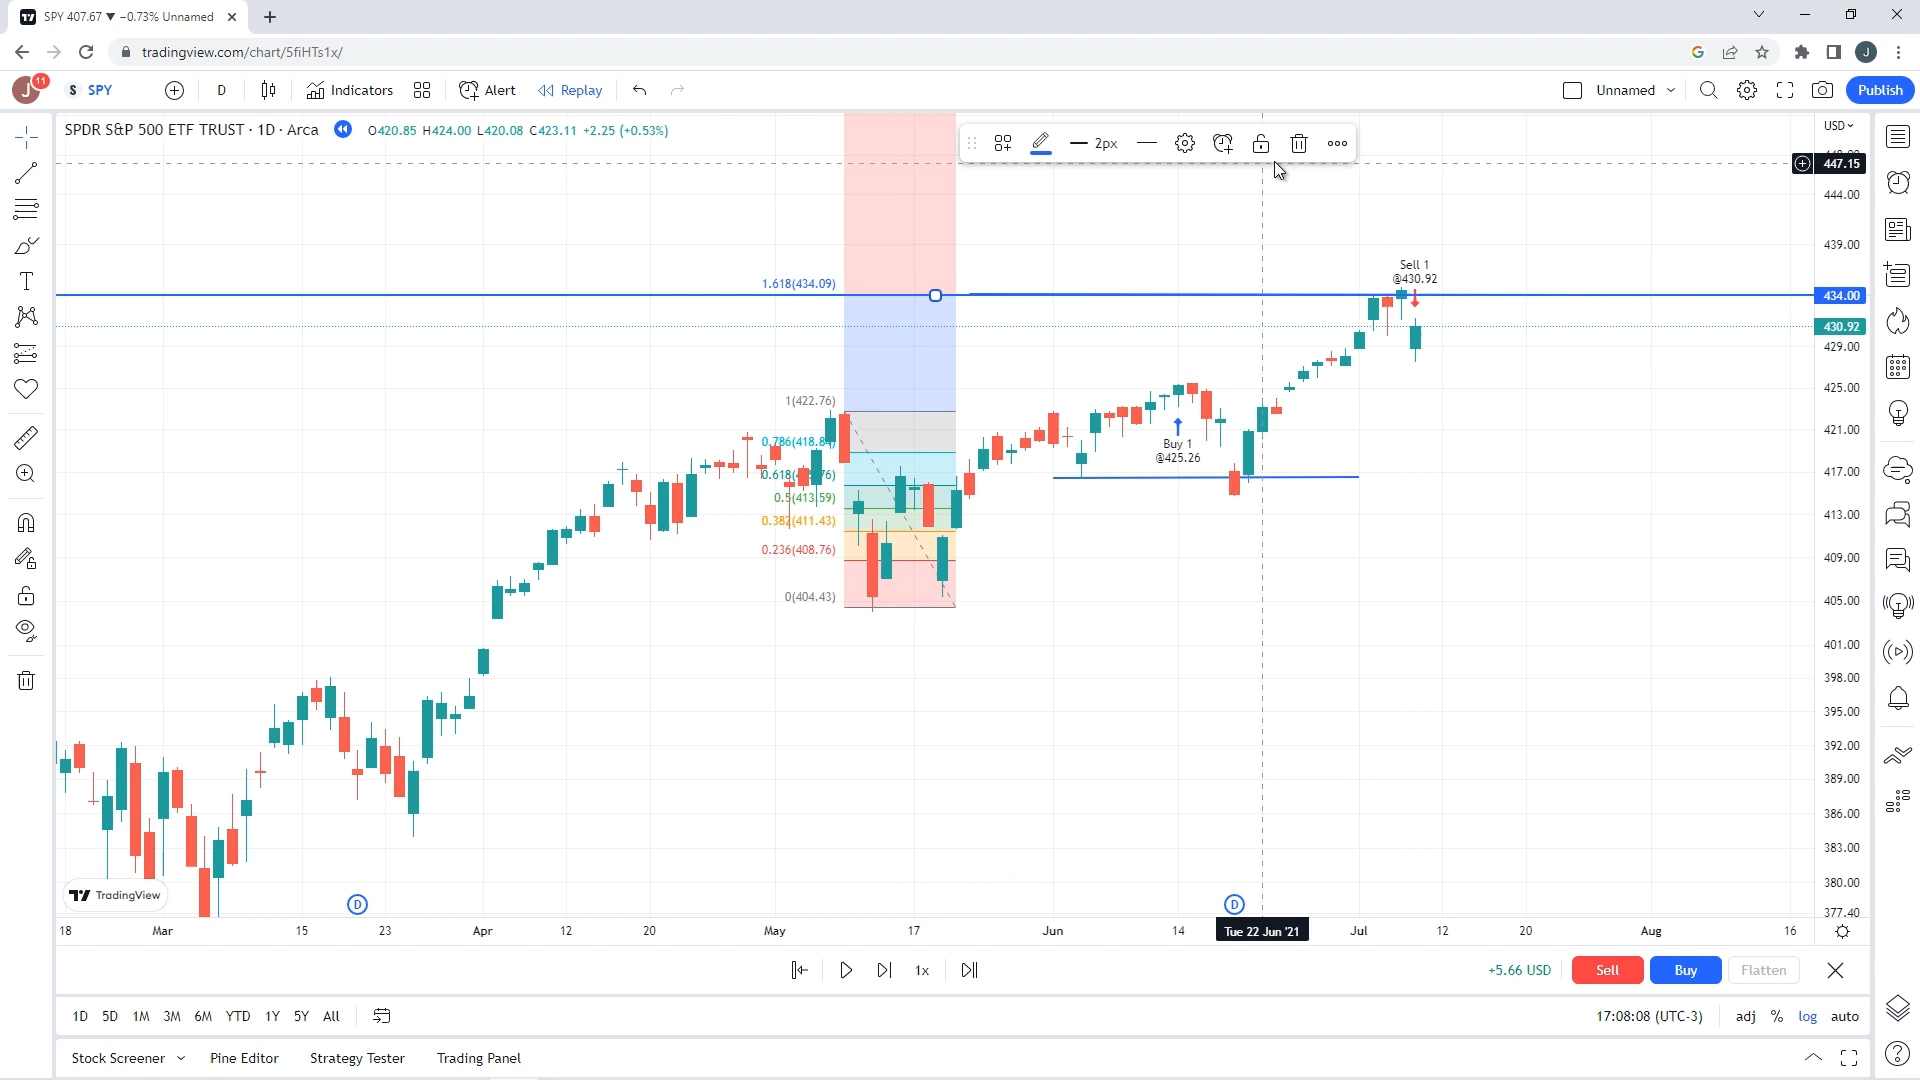 SPY 407.67 ▼ −0.73% Unnamed
tradingview.com/chart/5fiHTs1x/
J
J 11 S SPY D Indicators Alert Replay Unnamed Publish
SPDR S&P 500 ETF TRUST · 1D · Arca O420.85 H424.00 L420.08 C423.11 +2.25 (+0.53%)
2px
USD
447.15
444.00
439.00
434.00
430.92
429.00
425.00
421.00
417.00
413.00
409.00
405.00
401.00
398.00
395.00
392.00
389.00
386.00
383.00
380.00
377.40
Sell 1
@430.92
1.618(434.09)
1(422.76)
0.5(413.59)
0.382(411.43)
0.236(408.76)
0(404.43)
Buy 1
@425.26
TradingView
D D
18 Mar 15 23 Apr 12 20 May 17 Jun 14 Tue 22 Jun '21 Jul 12 20 Aug 16
1x +5.66 USD Sell Buy Flatten
1D 5D 1M 3M 6M YTD 1Y 5Y All 17:08:08 (UTC-3) adj % log auto
Stock Screener Pine Editor Strategy Tester Trading Panel